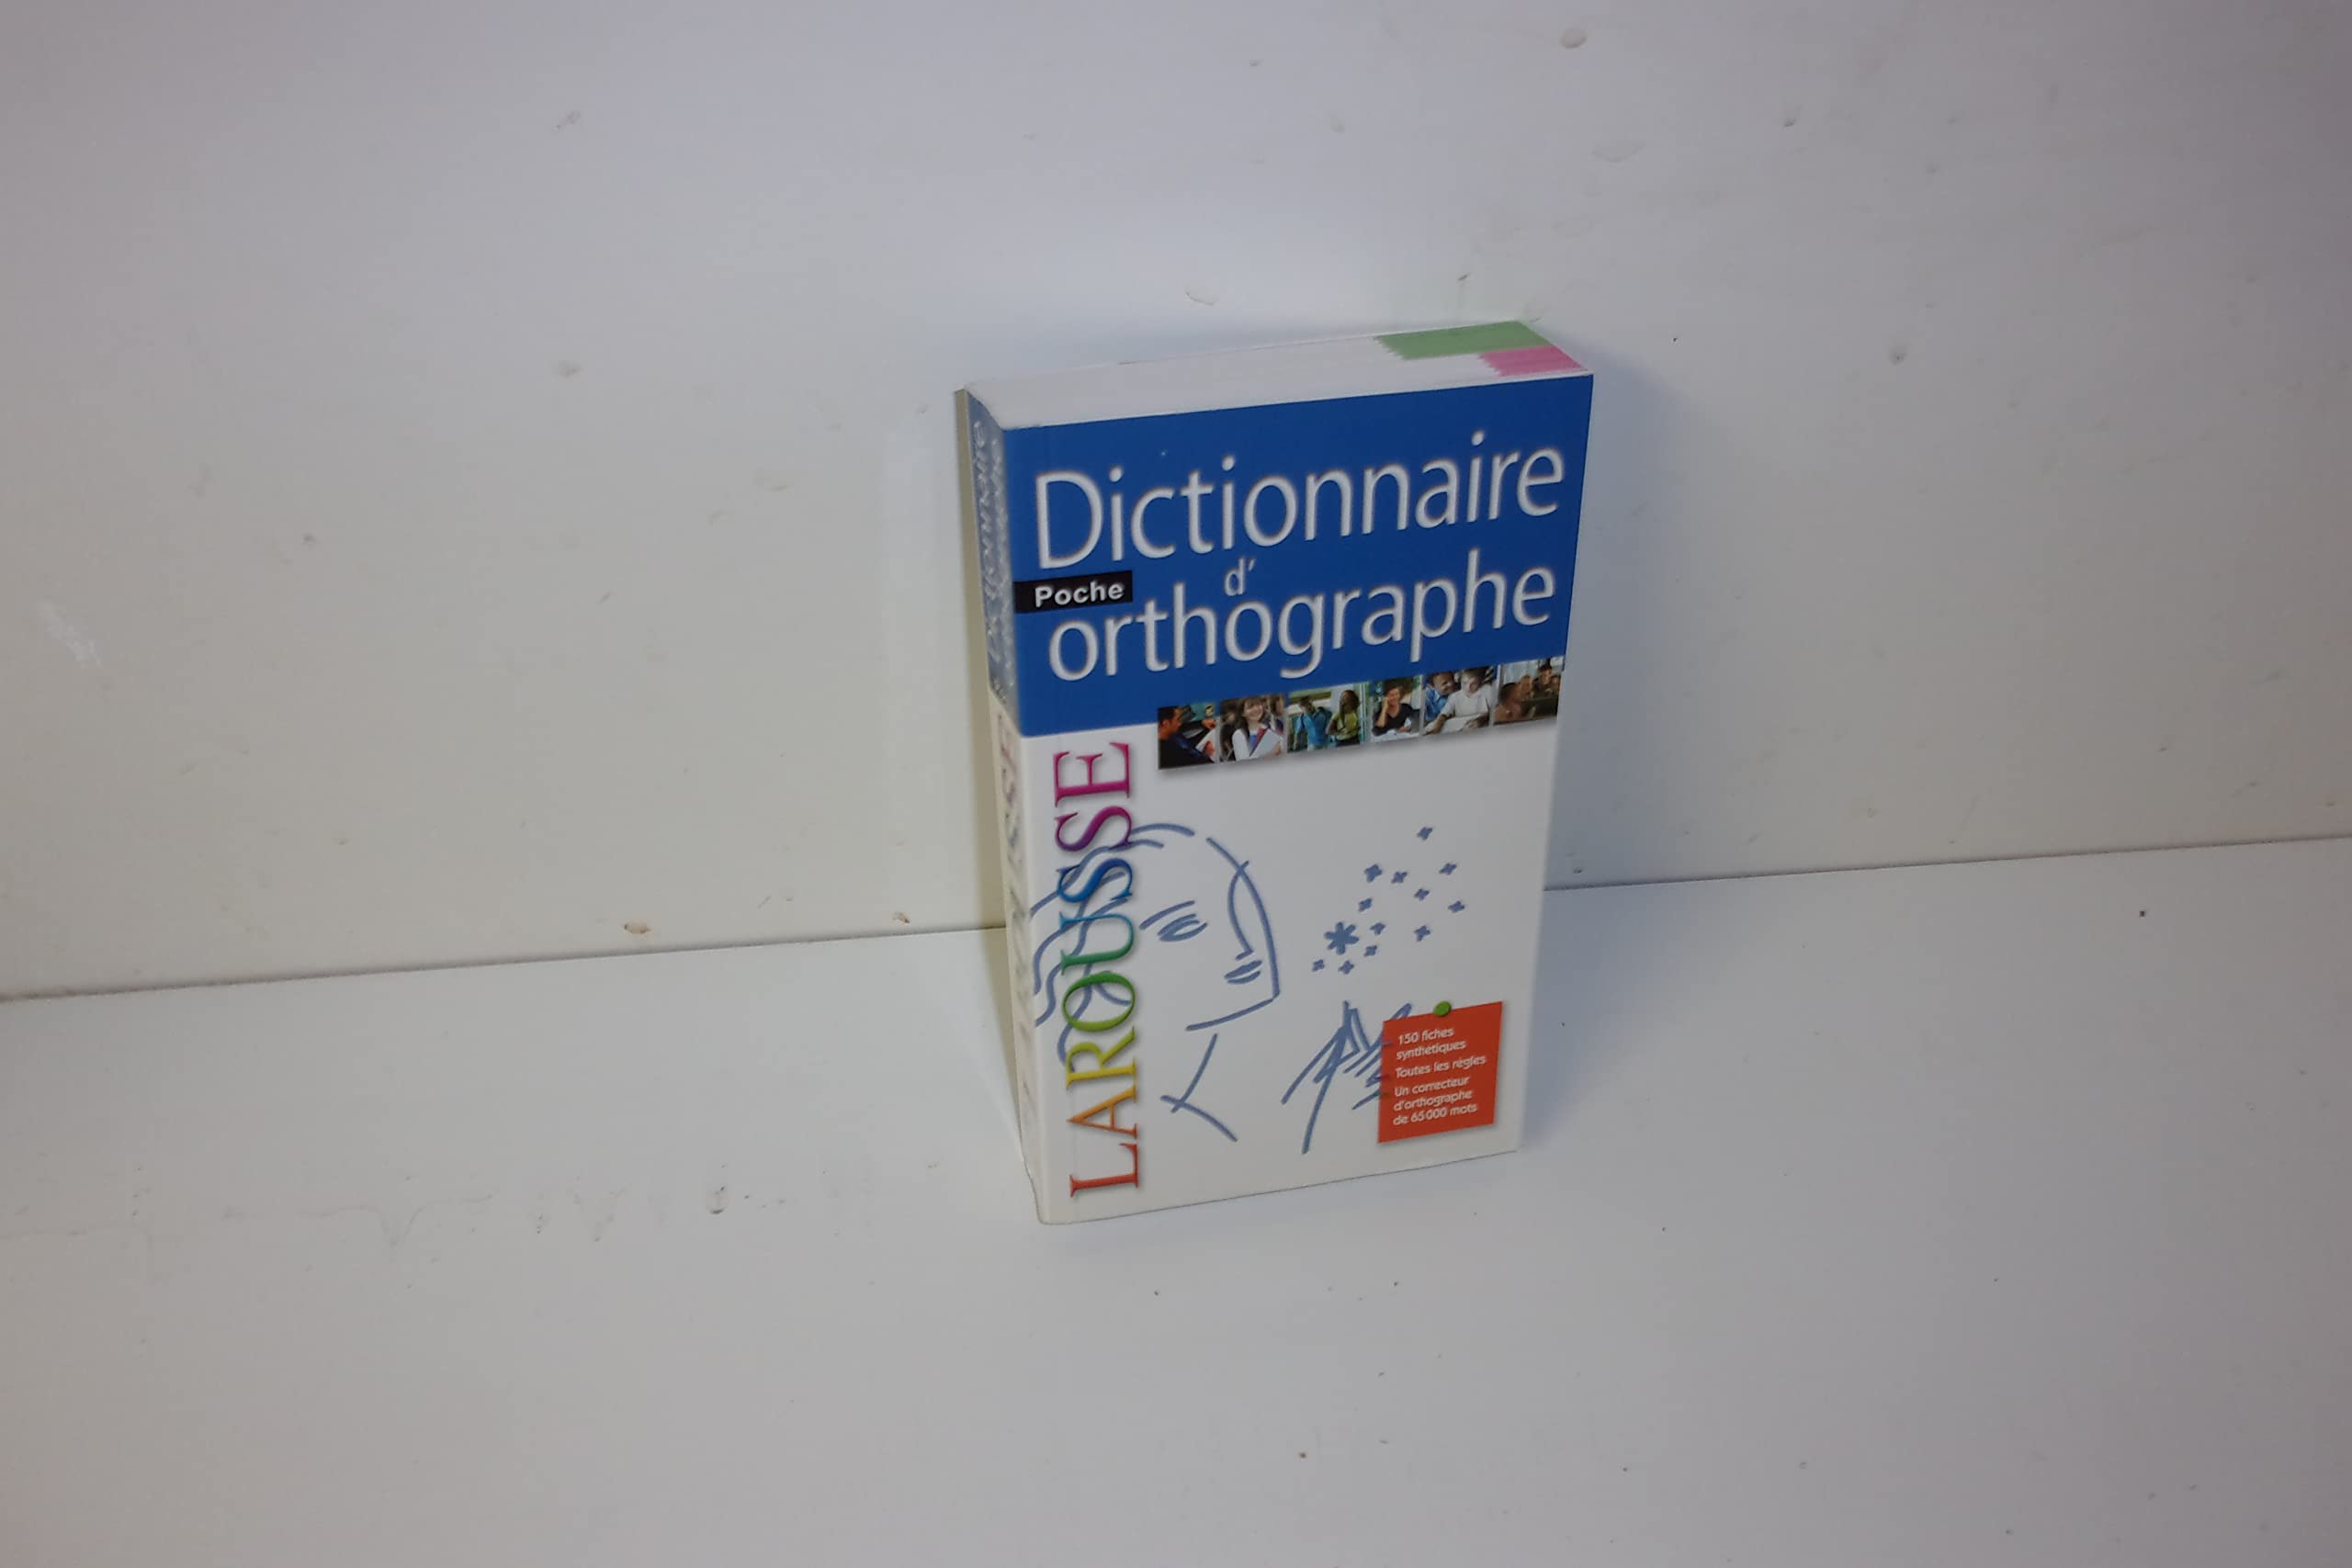 Dictionnaire
d'
Poche
orthographe
LAROUSSE
150 fiches
synthétiques
Toutes les règles
Un correcteur
d'orthographe
de 65 000 mots